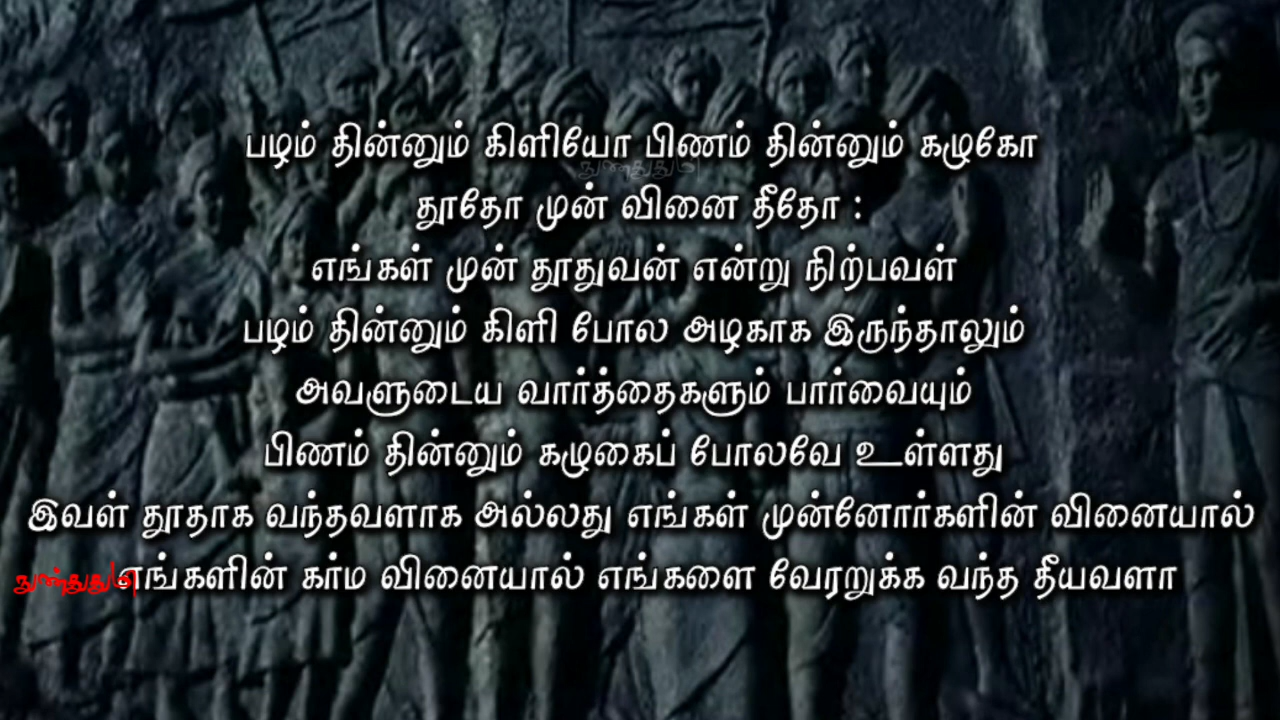 பழம் தின்னும் கிளியோ பிணம் தின்னும் கழுகோ
துணுதுதும்
தூதோ முன் வினை தீதோ :
எங்கள் முன் தூதுவன் என்று நிற்பவள்
பழம் தின்னும் கிளி போல அழகாக இருந்தாலும்
அவளுடைய வார்த்தைகளும் பார்வையும்
பிணம் தின்னும் கழுகைப் போலவே உள்ளது
இவள் தூதாக வந்தவளாக அல்லது எங்கள் முன்னோர்களின் வினையால்
எங்களின் கர்ம வினையால் எங்களை வேரறுக்க வந்த தீயவளா